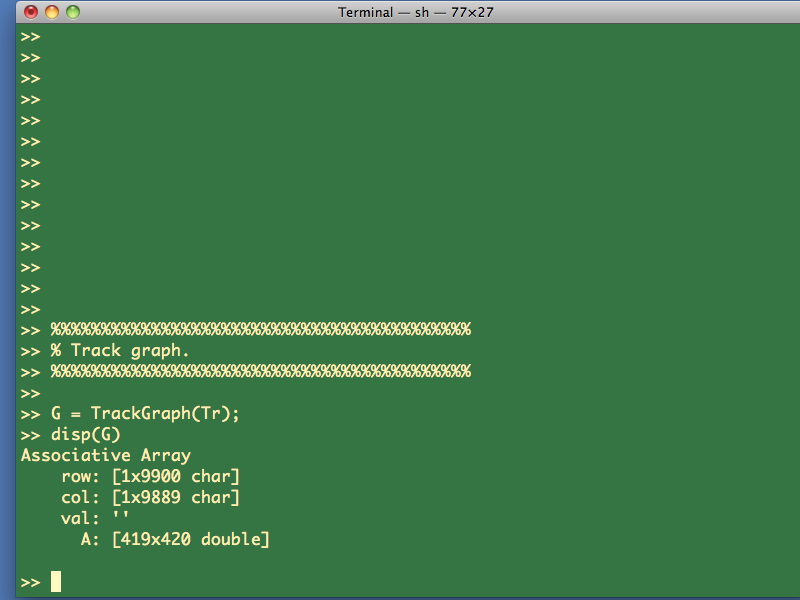 Terminal — sh — 77×27
>>
>>
>>
>>
>>
>>
>>
>>
>>
>>
>>
>>
>>
>>
>> %%%%%%%%%%%%%%%%%%%%%%%%%%%%%%%%%%%%%%%%%%
>> % Track graph.
>> %%%%%%%%%%%%%%%%%%%%%%%%%%%%%%%%%%%%%%%%%%
>>
>> G = TrackGraph(Tr);
>> disp(G)
Associative Array
    row: [1x9900 char]
    col: [1x9889 char]
    val: ''
      A: [419x420 double]
>>